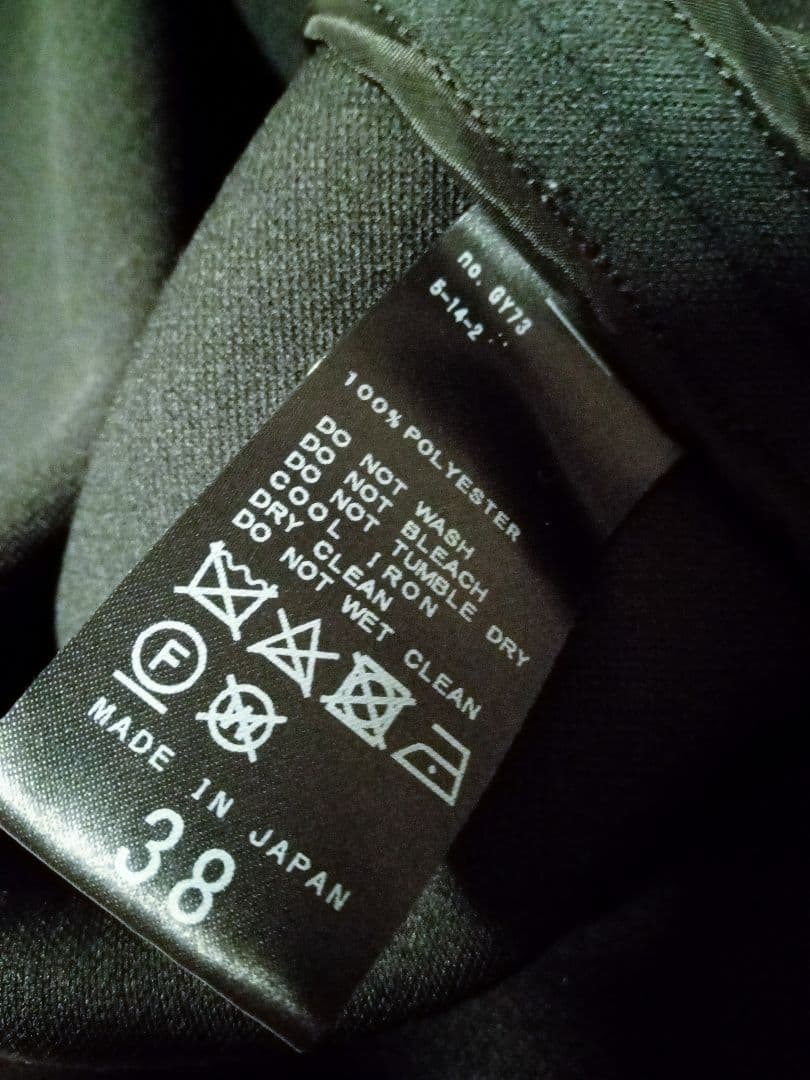 no. GY73
5-14-2
100% POLYESTER
DO NOT WASH
DO NOT BLEACH
DO NOT TUMBLE DRY
COOL IRON
DRY CLEAN
DO NOT WET CLEAN
F
W
MADE IN JAPAN
38